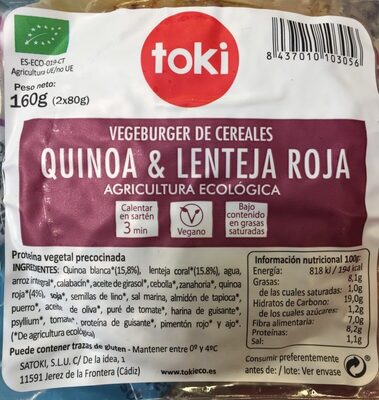 ES-ECO-019-CT
Agricultura UE/no UE
Peso neto:
160g (2x80g)
toki
8 437010 103056
VEGEBURGER DE CEREALES
QUINOA & LENTEJA ROJA
AGRICULTURA ECOLÓGICA
Calentar
en sartén
3 min
Vegano
Bajo
contenido
en grasas
saturadas
Proteína vegetal precocinada
INGREDIENTES: Quinoa blanca*(15,8%), lenteja coral*(15.8%), agua,
arroz integral*, calabacín*, aceite de girasol*, cebolla*, zanahoria*, quinoa
roja*(4%), soja*, semillas de lino*, sal marina, almidón de tapioca*,
puerro*, aceite de oliva*, puré de tomate*, harina de guisante*,
psyllium*, tomate*, proteína de guisante*, pimentón rojo* y ajo*.
(*De agricultura ecológica)
Puede contener trazas de gluten - Mantener entre 0º y 4ºC
SATOKI, S.L.U. C/ De la idea, 1
11591 Jerez de la Frontera (Cádiz)
www.tokieco.es
Información nutricional 100g:
Energía: 818 kJ / 194 kcal
Grasas: 8,1g
de las cuales saturadas: 1,0g
Hidratos de Carbono: 19,0g
de los cuales azúcares: 1,2g
Fibra alimentaria: 7,0g
Proteínas: 8,2g
Sal: 1,1g
Consumir preferentemente
antes de: / lote: Ver envase